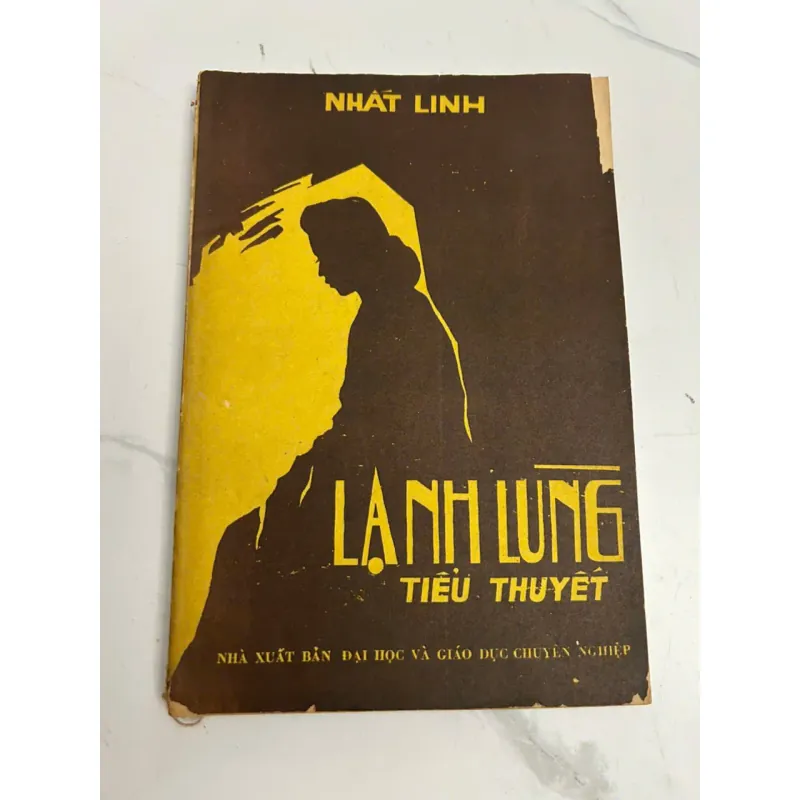 NHẤT LINH
LẠNH LÙNG
TIỂU THUYẾT
NHÀ XUẤT BẢN ĐẠI HỌC VÀ GIÁO DỤC CHUYÊN NGHIỆP